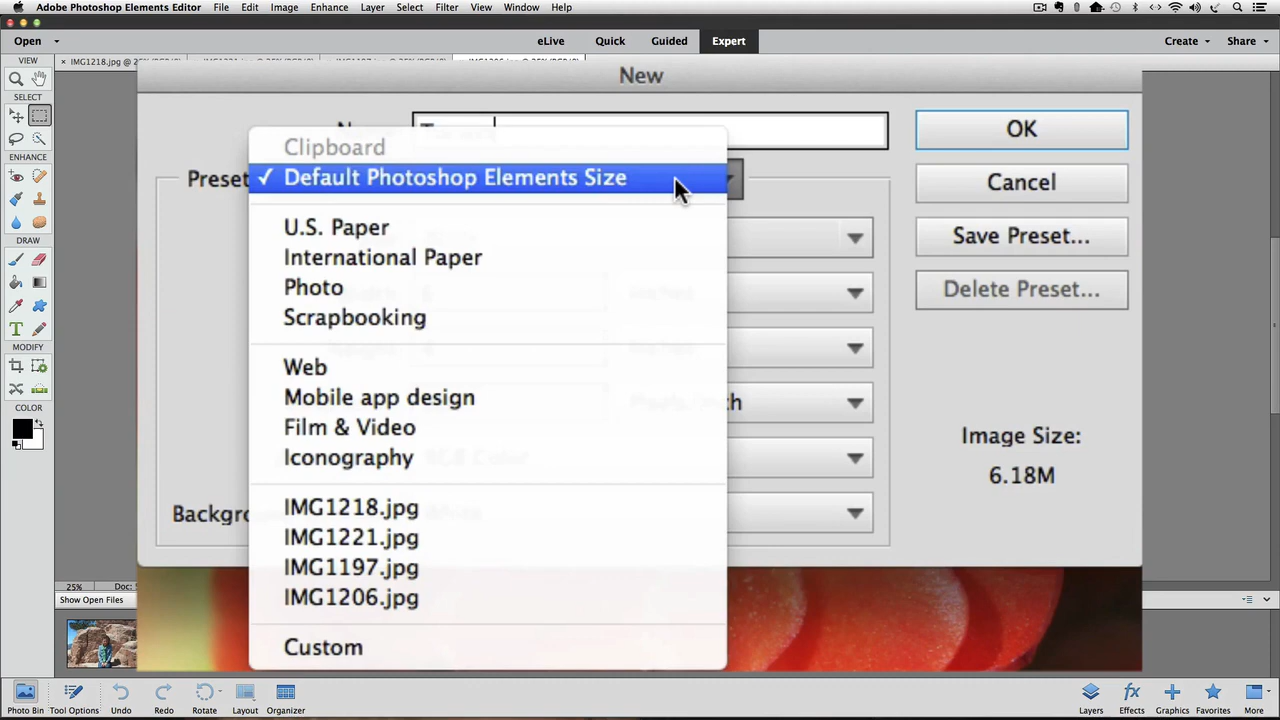 Adobe Photoshop Elements Editor File Edit Image Enhance Layer Select Filter View Window Help
Open eLive Quick Guided Expert Create Share
VIEW
SELECT
ENHANCE
DRAW
MODIFY
COLOR
IMG1218.jpg @
New
OK
Cancel
Save Preset...
Delete Preset...
Image Size:
6.18M
Preset
Clipboard
✓ Default Photoshop Elements Size
U.S. Paper
International Paper
Photo
Scrapbooking
Web
Mobile app design
Film & Video
Iconography
IMG1218.jpg
IMG1221.jpg
IMG1197.jpg
IMG1206.jpg
Custom
25% Doc:
Show Open Files
Photo Bin Tool Options Undo Redo Rotate Layout Organizer Layers Effects Graphics Favorites More